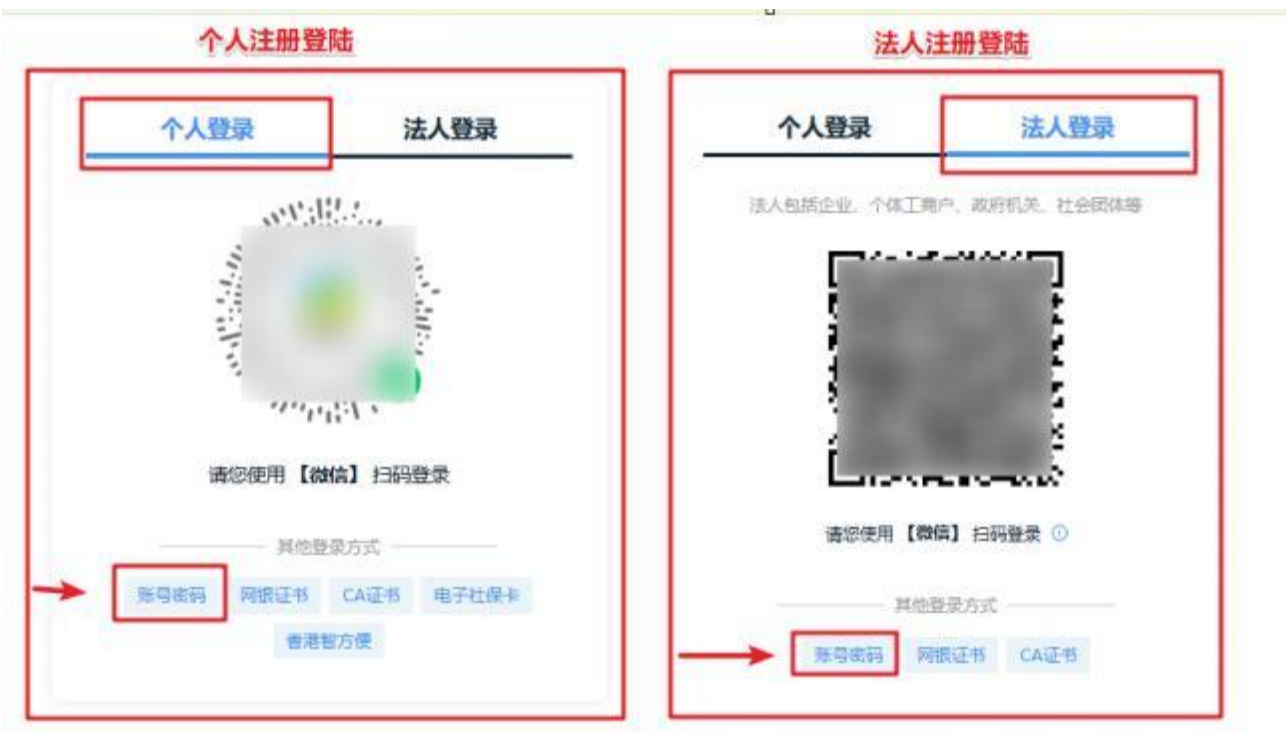 个人注册登陆
个人登录 法人登录
请您使用【微信】扫码登录
其他登录方式
账号密码 网银证书 CA证书 电子社保卡
香港智方便
法人注册登陆
个人登录 法人登录
法人包括企业、个体工商户、政府机关、社会团体等
请您使用【微信】扫码登录
其他登录方式
账号密码 网银证书 CA证书